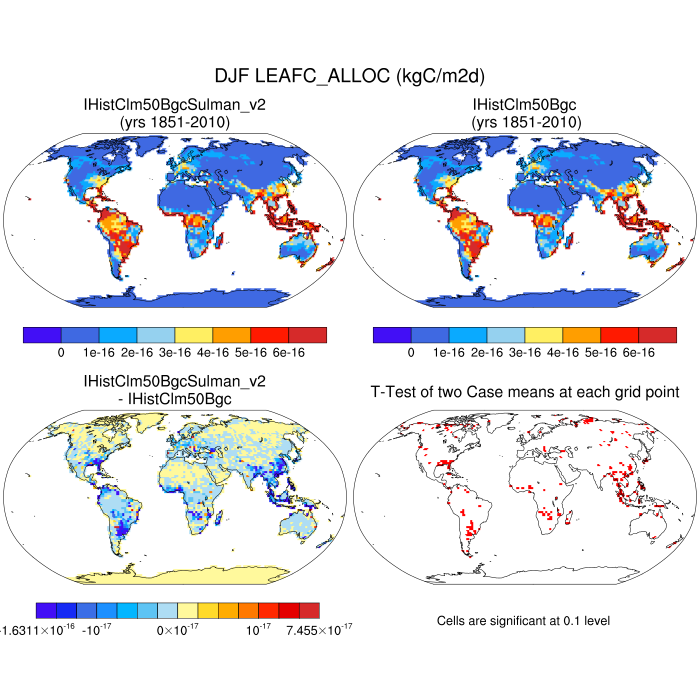 DJF LEAFC_ALLOC (kgC/m2d)
IHistClm50BgcSulman_v2
(yrs 1851-2010)
IHistClm50Bgc
(yrs 1851-2010)
0 1e-16 2e-16 3e-16 4e-16 5e-16 6e-16
0 1e-16 2e-16 3e-16 4e-16 5e-16 6e-16
IHistClm50BgcSulman_v2
- IHistClm50Bgc
T-Test of two Case means at each grid point
-1.6311×10-16 -10-17 0×10-17 10-17 7.455×10-17
Cells are significant at 0.1 level